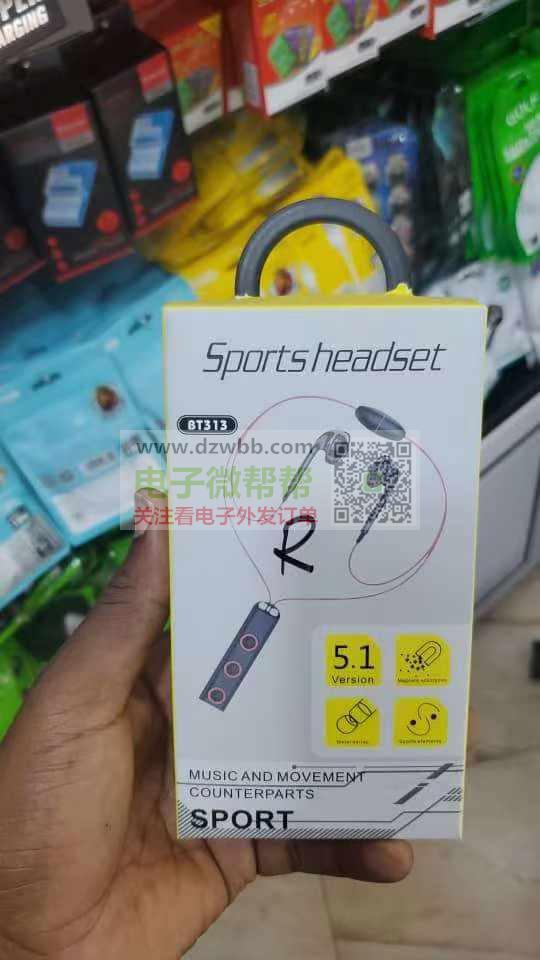 CHARGING
Sports headset
BT313
www.dzwbb.com
电子微帮帮
关注看电子外发订单
R
5.1
Version
MUSIC AND MOVEMENT
COUNTERPARTS
SPORT